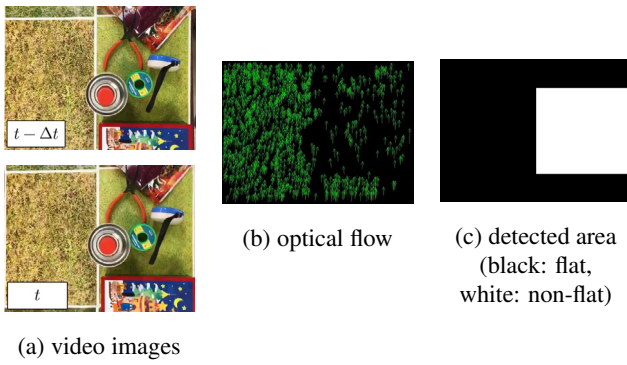 t − Δt
t
(a) video images
(b) optical flow
(c) detected area
(black: flat,
white: non-flat)